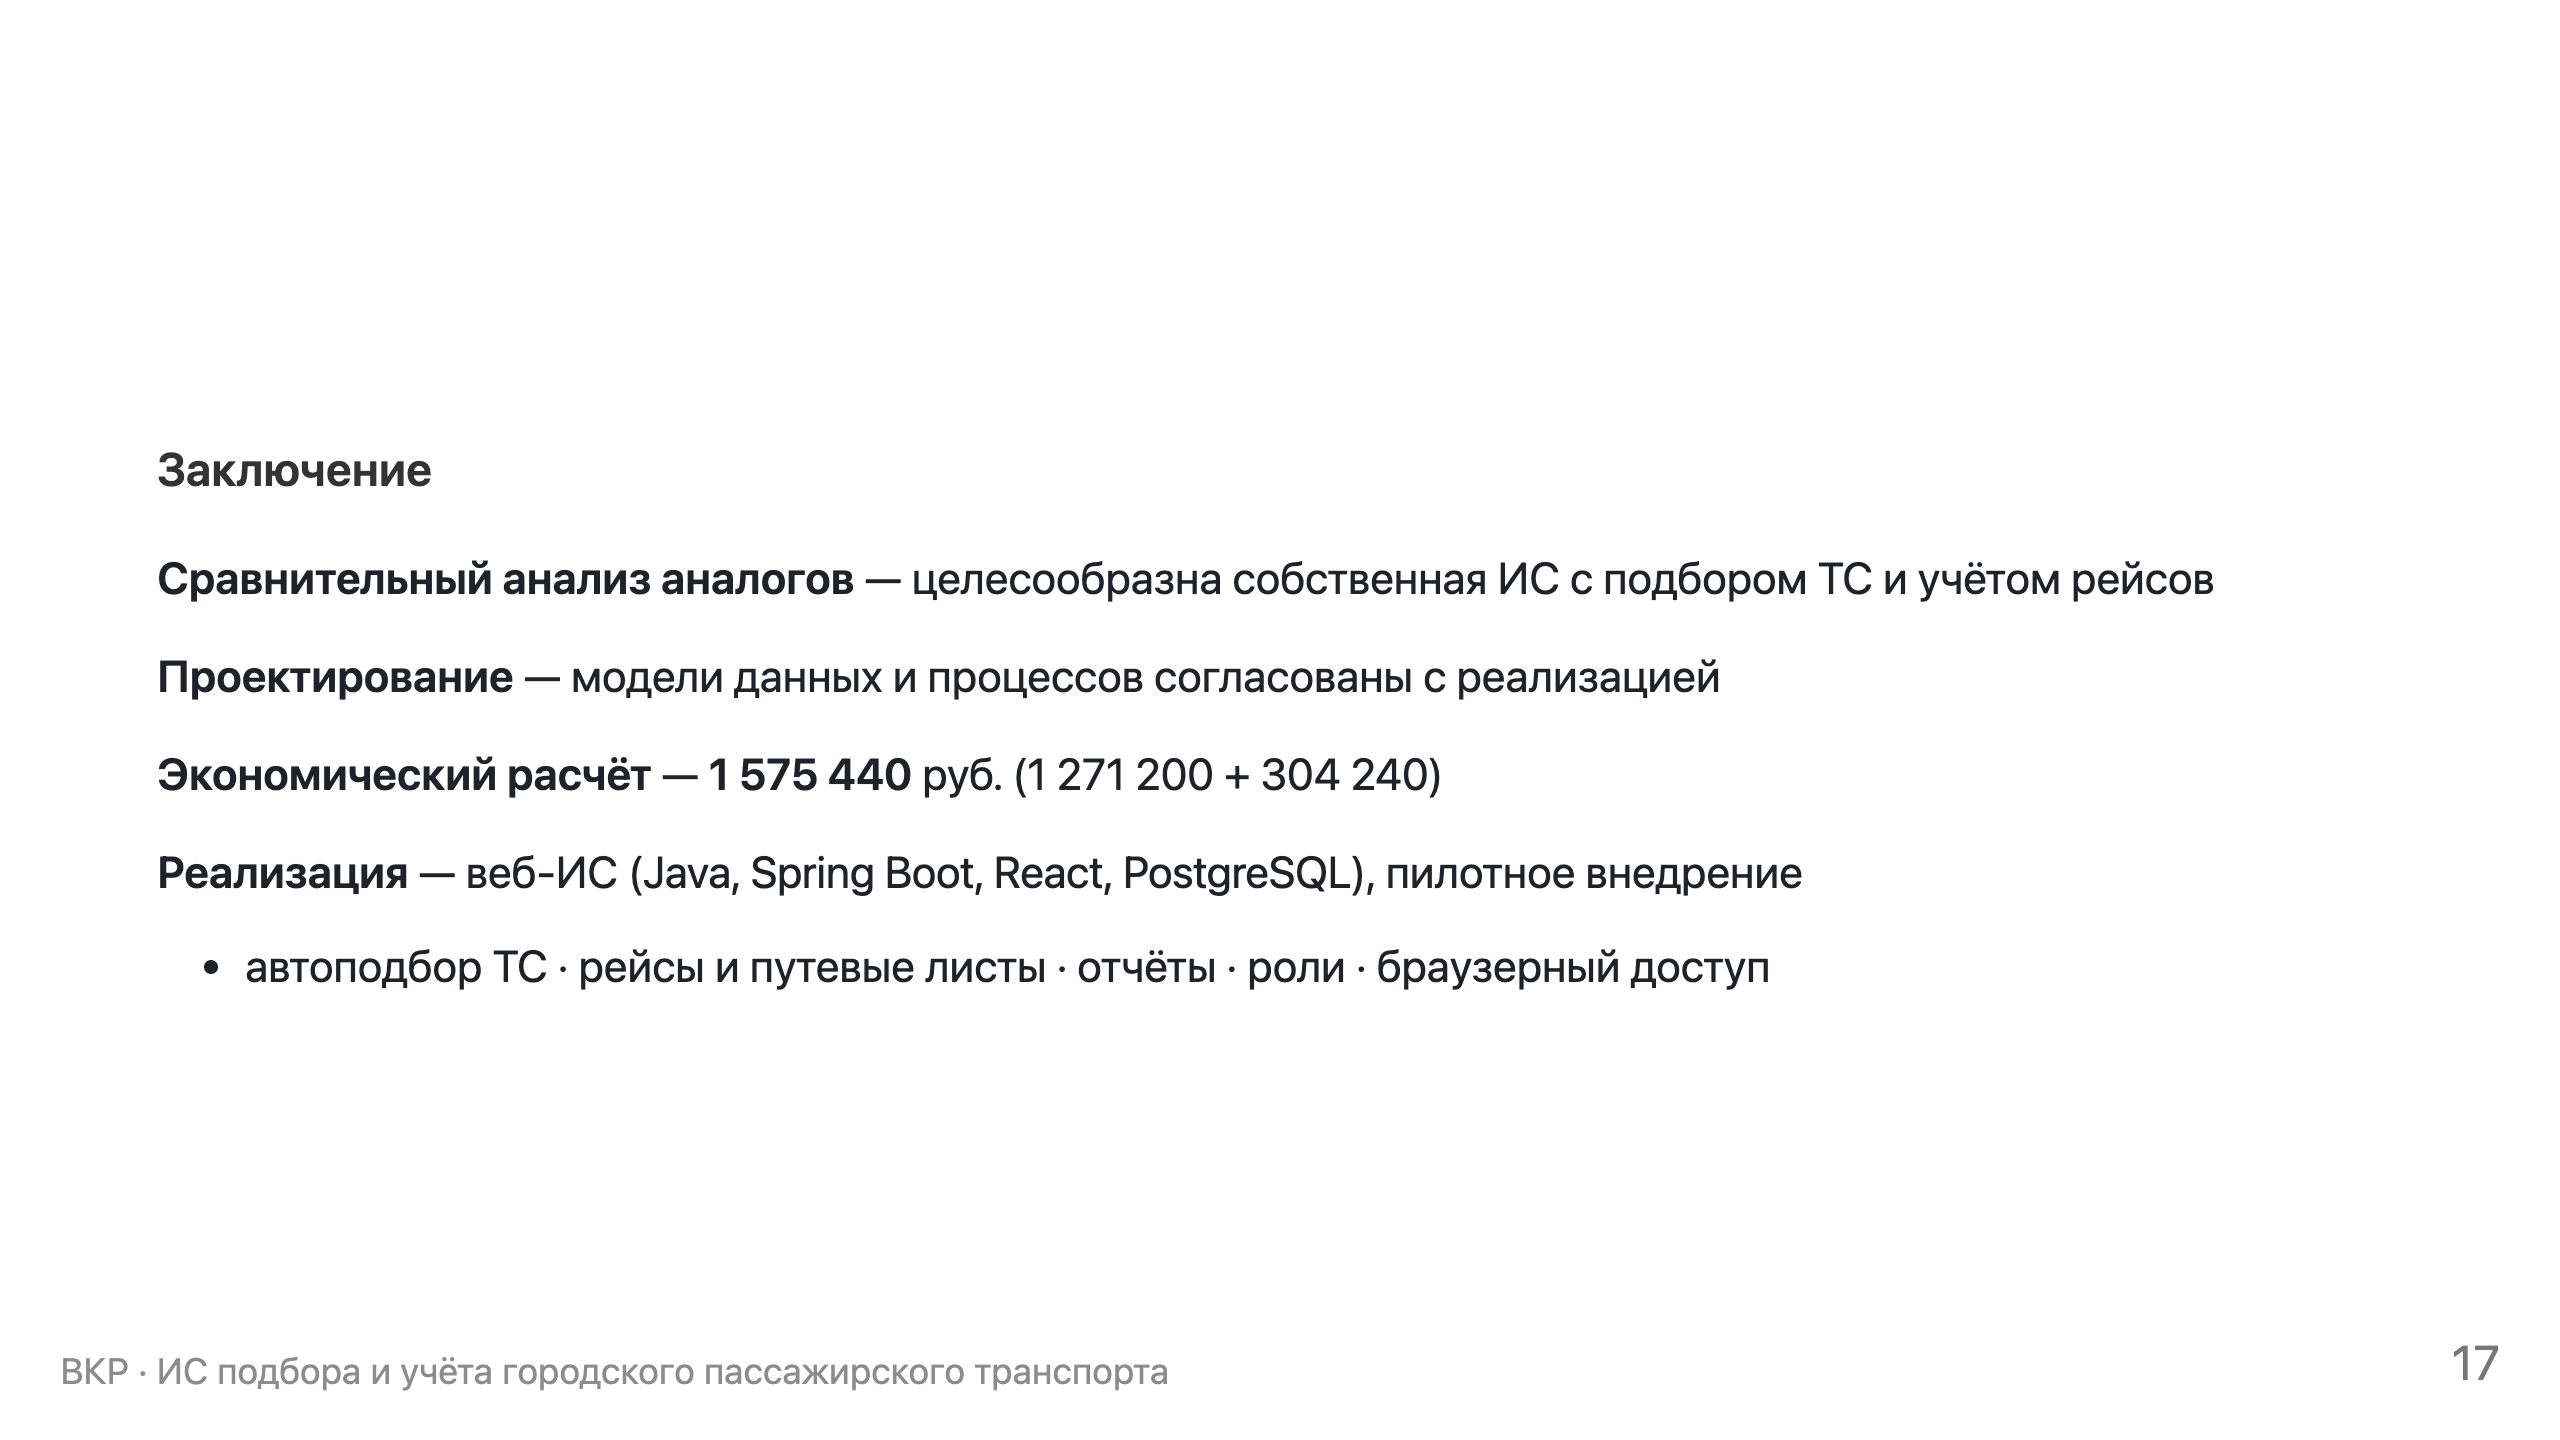 Заключение
Сравнительный анализ аналогов — целесообразна собственная ИС с подбором ТС и учётом рейсов
Проектирование — модели данных и процессов согласованы с реализацией
Экономический расчёт — 1 575 440 руб. (1 271 200 + 304 240)
Реализация — веб-ИС (Java, Spring Boot, React, PostgreSQL), пилотное внедрение
• автоподбор ТС · рейсы и путевые листы · отчёты · роли · браузерный доступ
ВКР · ИС подбора и учёта городского пассажирского транспорта
17